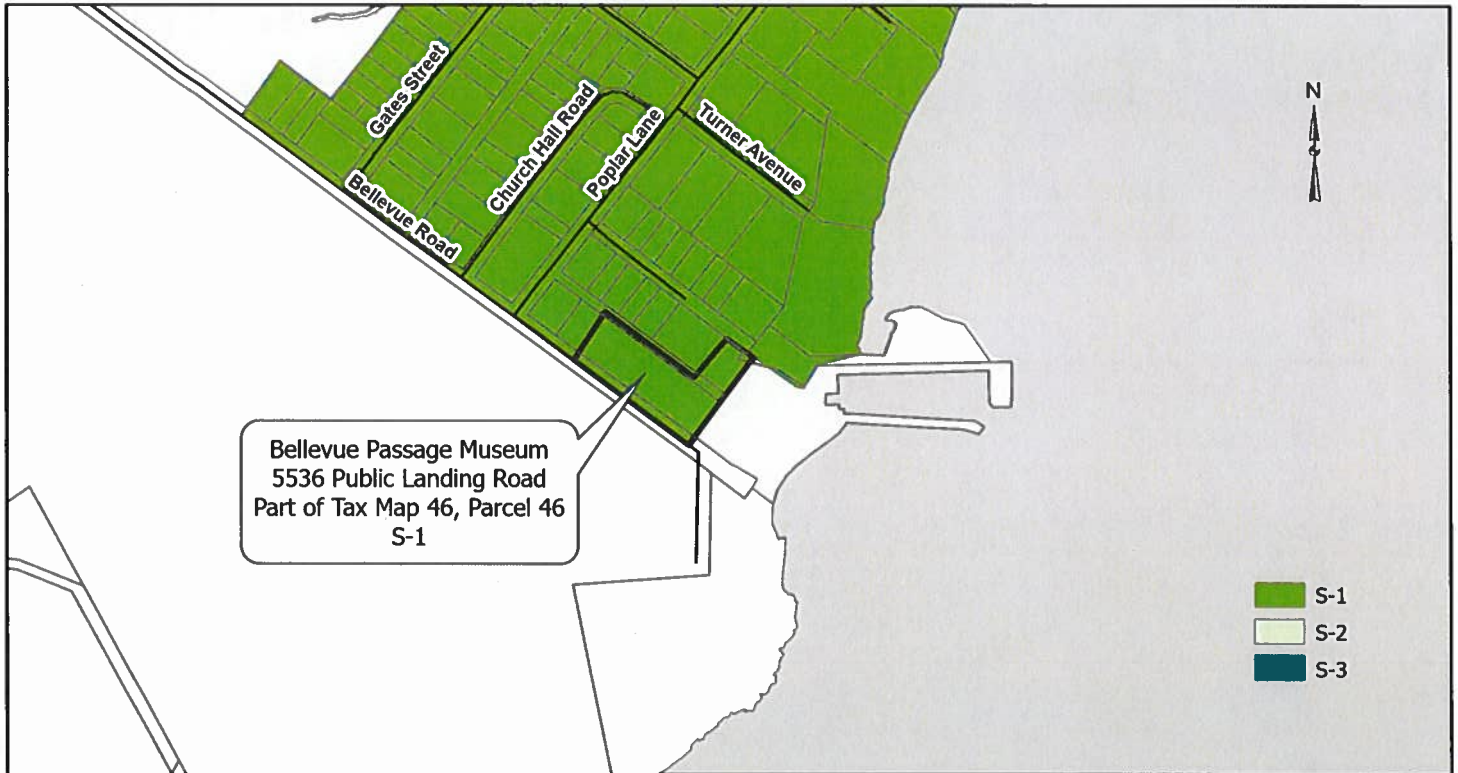 Gates Street
Church Hall Road
Poplar Lane
Turner Avenue
Bellevue Road
N
Bellevue Passage Museum
5536 Public Landing Road
Part of Tax Map 46, Parcel 46
S-1
S-1
S-2
S-3